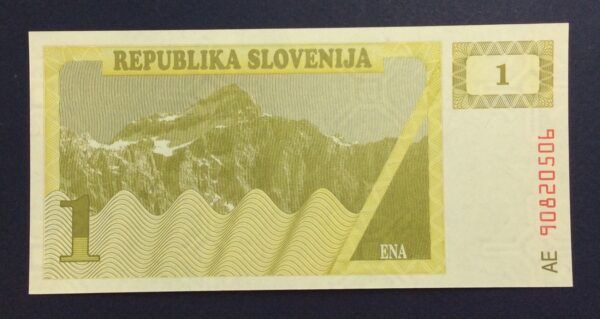 REPUBLIKA SLOVENIJA
1
1
ENA
AE 90820506